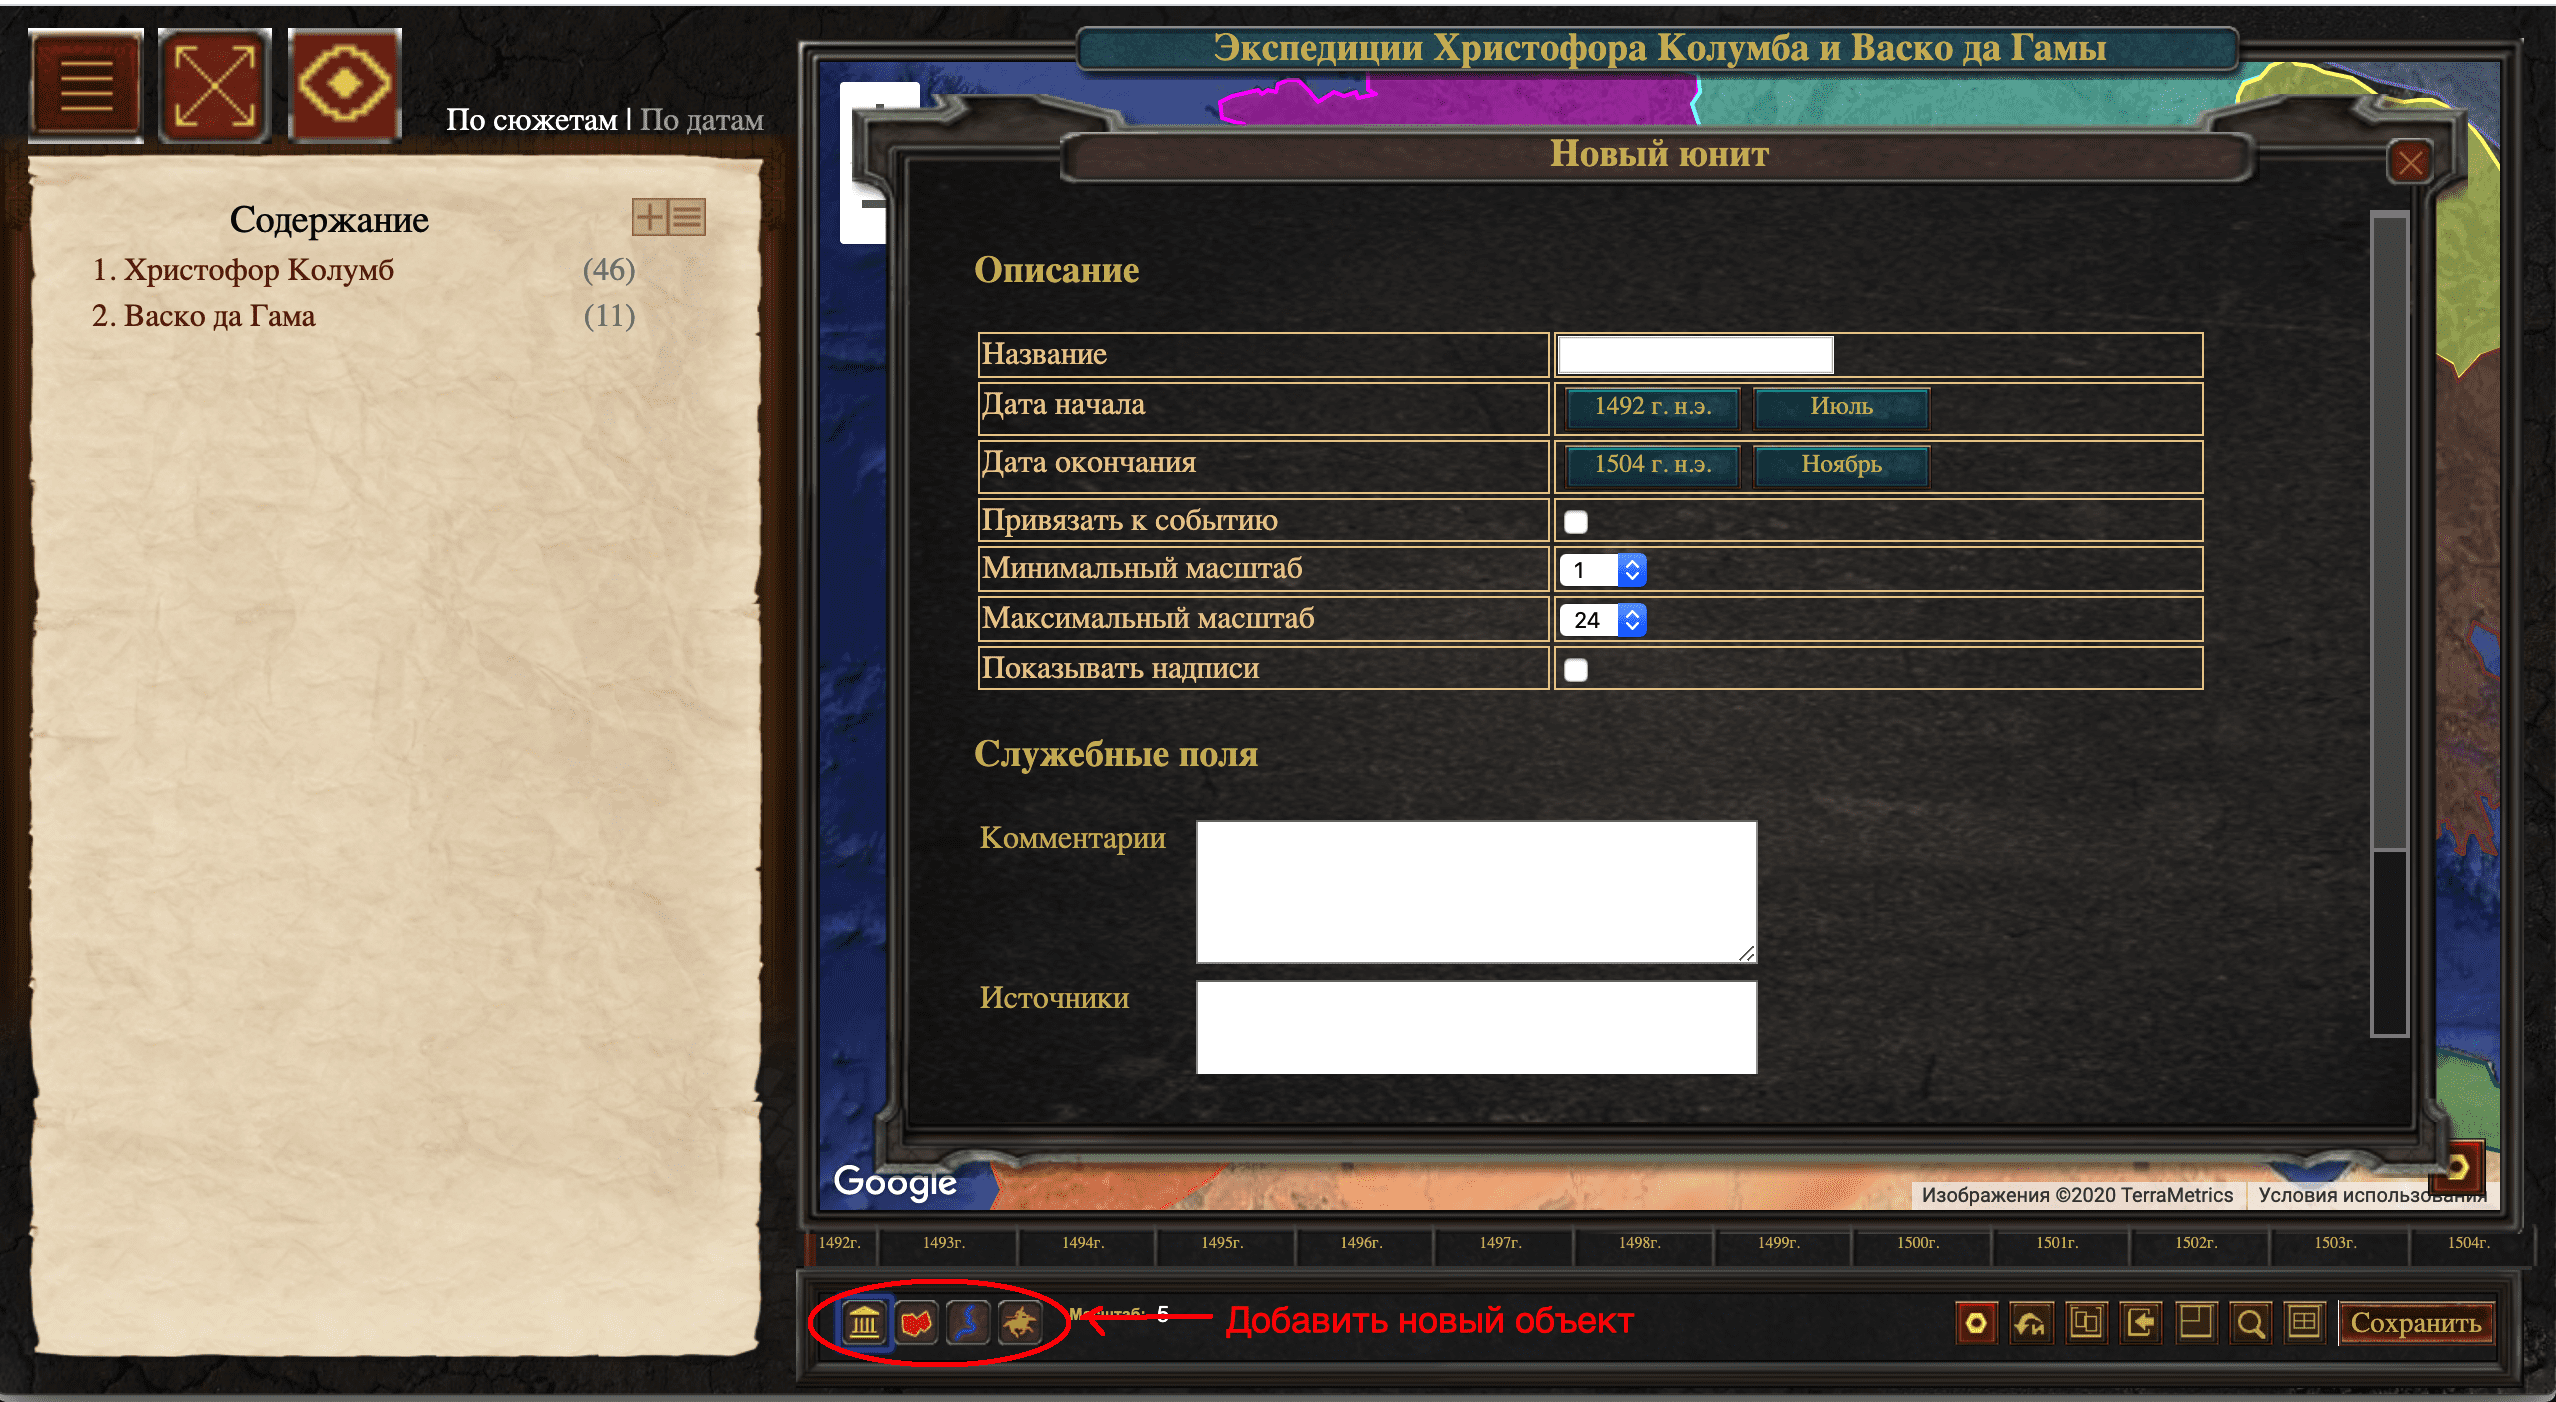 Экспедиции Христофора Колумба и Васко да Гамы
По сюжетам | По датам
Содержание
1. Христофор Колумб (46)
2. Васко да Гама (11)
Новый юнит
Описание
Название
Дата начала 1492 г. н.э. Июль
Дата окончания 1504 г. н.э. Ноябрь
Привязать к событию
Минимальный масштаб 1
Максимальный масштаб 24
Показывать надписи
Служебные поля
Комментарии
Источники
Google
Изображения ©2020 TerraMetrics Условия использования
1492г. 1493г. 1494г. 1495г. 1496г. 1497г. 1498г. 1499г. 1500г. 1501г. 1502г. 1503г. 1504г.
Масштаб: 5
Добавить новый объект
Сохранить